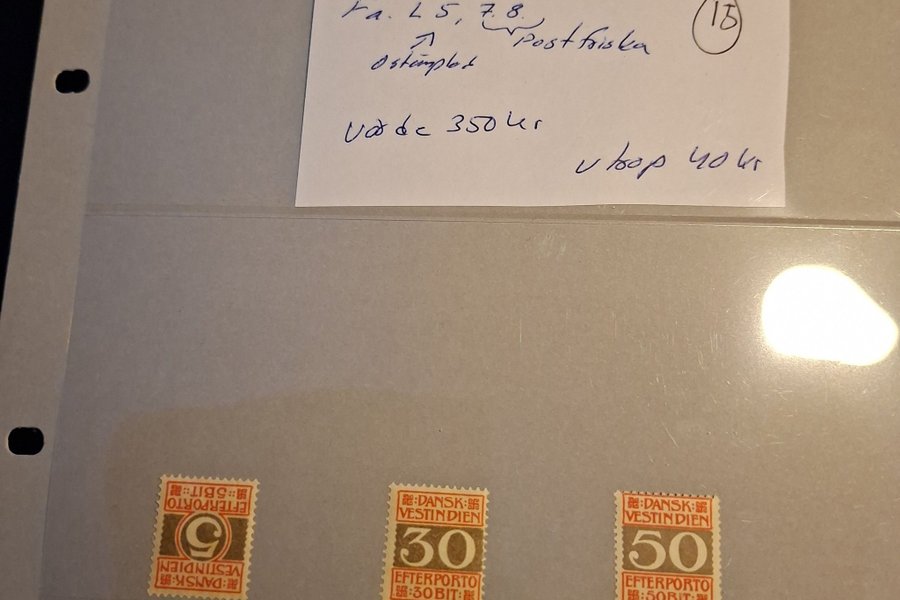 Fa. L 5, 7.8.
15
Postfriska
Ostämplat
Värde 350 kr
Utrop 40 kr
EFTERPORTO
5 BIT
5
DANSK
VESTINDIEN
DANSK
VESTINDIEN
30
EFTERPORTO
30 BIT
DANSK
VESTINDIEN
50
EFTERPORTO
50 BIT